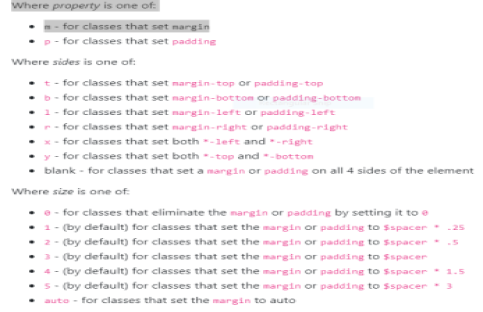 Where property is one of:
m - for classes that set margin
p - for classes that set padding
Where sides is one of:
t - for classes that set margin-top or padding-top
b - for classes that set margin-bottom or padding-bottom
l - for classes that set margin-left or padding-left
r - for classes that set margin-right or padding-right
x - for classes that set both *-left and *-right
y - for classes that set both *-top and *-bottom
blank - for classes that set a margin or padding on all 4 sides of the element
Where size is one of:
0 - for classes that eliminate the margin or padding by setting it to 0
1 - (by default) for classes that set the margin or padding to $spacer * .25
2 - (by default) for classes that set the margin or padding to $spacer * .5
3 - (by default) for classes that set the margin or padding to $spacer
4 - (by default) for classes that set the margin or padding to $spacer * 1.5
5 - (by default) for classes that set the margin or padding to $spacer * 3
auto - for classes that set the margin to auto